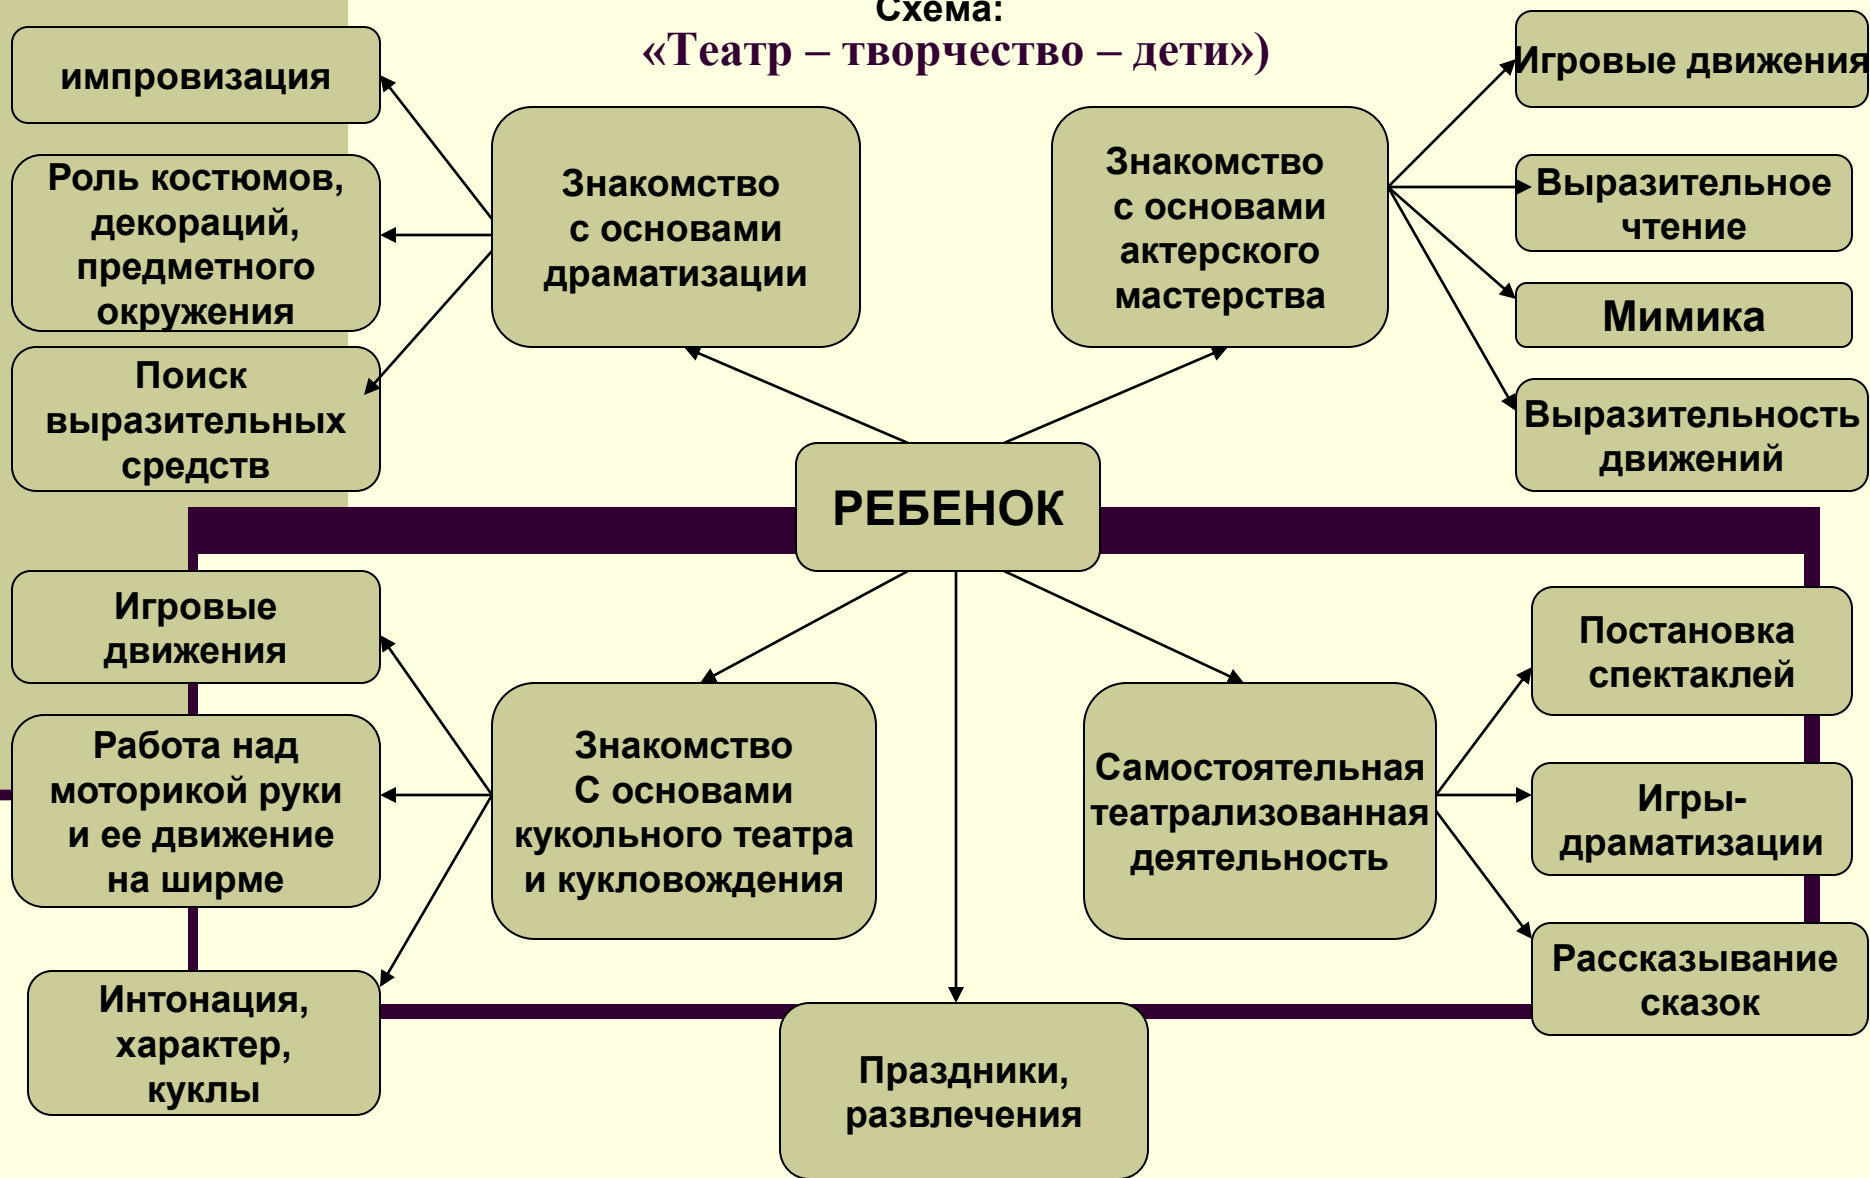 Схема:
«Театр – творчество – дети»)
импровизация
Роль костюмов,
декораций,
предметного
окружения
Поиск
выразительных
средств
Знакомство
с основами
драматизации
Знакомство
с основами
актерского
мастерства
Игровые движения
Выразительное
чтение
Мимика
Выразительность
движений
РЕБЕНОК
Игровые
движения
Работа над
моторикой руки
и ее движение
на ширме
Интонация,
характер,
куклы
Знакомство
С основами
кукольного театра
и кукловождения
Самостоятельная
театрализованная
деятельность
Постановка
спектаклей
Игры-
драматизации
Рассказывание
сказок
Праздники,
развлечения